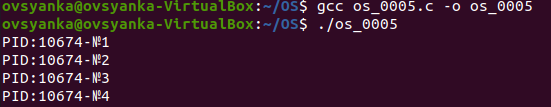 ovsyanka@ovsyanka-VirtualBox:~/OS$ gcc os_0005.c -o os_0005
ovsyanka@ovsyanka-VirtualBox:~/OS$ ./os_0005
PID:10674-№1
PID:10674-№2
PID:10674-№3
PID:10674-№4